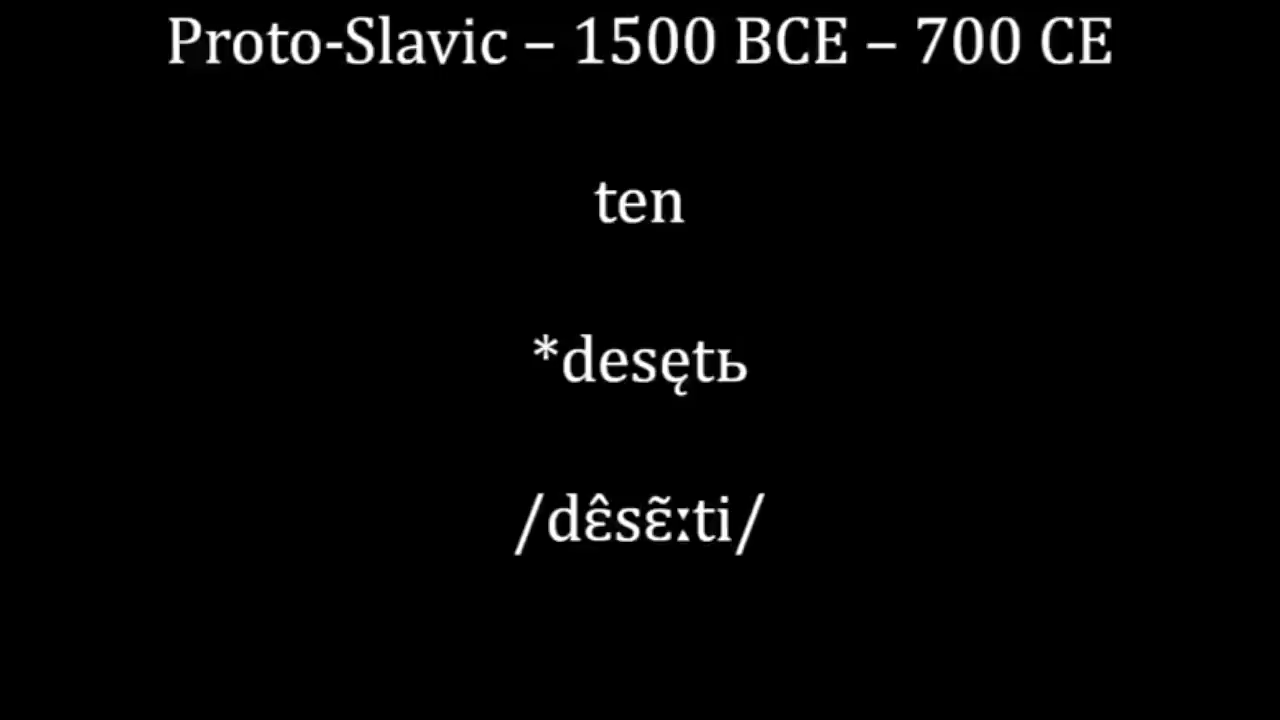 Proto-Slavic – 1500 BCE – 700 CE
ten
*desętь
/dɛ̂sɛ̃ːti/